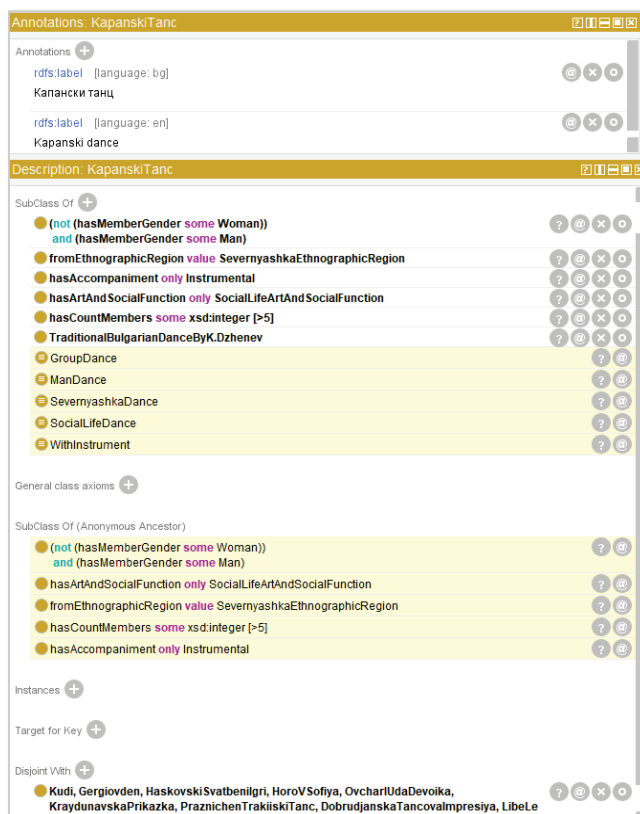 Annotations: KapanskiTanc
Annotations
rdfs:label [language: bg]
Капански танц
rdfs:label [language: en]
Kapanski dance
Description: KapanskiTanc
SubClass Of
(not (hasMemberGender some Woman))
and (hasMemberGender some Man)
fromEthnographicRegion value SevernyashkaEthnographicRegion
hasAccompaniment only Instrumental
hasArtAndSocialFunction only SocialLifeArtAndSocialFunction
hasCountMembers some xsd:integer [>5]
TraditionalBulgarianDanceByK.Dzhenev
GroupDance
ManDance
SevernyashkaDance
SocialLifeDance
WithInstrument
General class axioms
SubClass Of (Anonymous Ancestor)
(not (hasMemberGender some Woman))
and (hasMemberGender some Man)
hasArtAndSocialFunction only SocialLifeArtAndSocialFunction
fromEthnographicRegion value SevernyashkaEthnographicRegion
hasCountMembers some xsd:integer [>5]
hasAccompaniment only Instrumental
Instances
Target for Key
Disjoint With
Kudi, Gergiovden, HaskovskiSvatbeniIgri, HoroVSofiya, OvcharIUdaDevoika,
KraydunavskaPrikazka, PraznichenTrakiiskiTanc, DobrudjanskaTancovaImpresiya, LibeLe